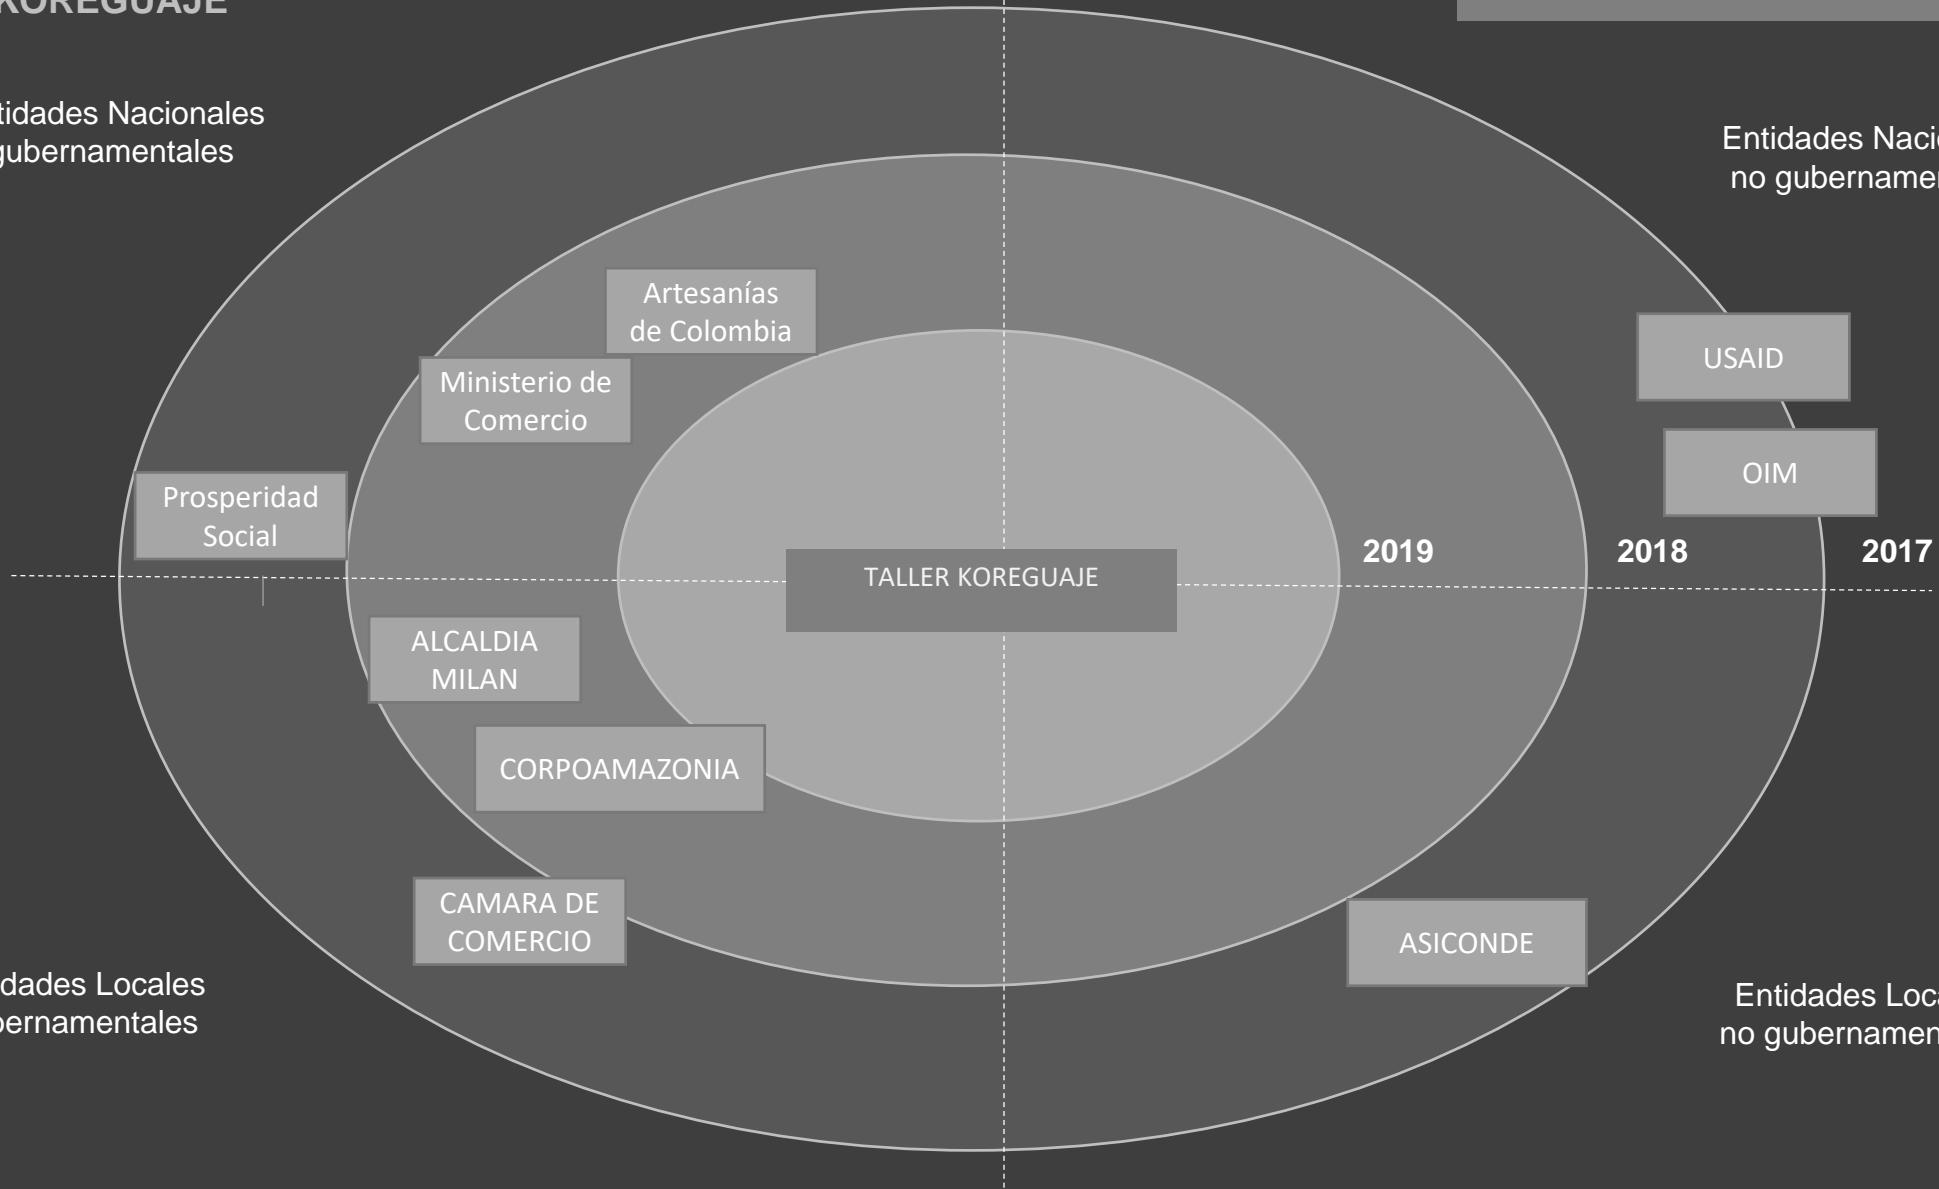 KOREGUAJE
tidades Nacionales
gubernamentales
Entidades Nacio
no gubernamen
Artesanías
de Colombia
Ministerio de
Comercio
USAID
OIM
Prosperidad
Social
2019
2018
2017
TALLER KOREGUAJE
ALCALDIA
MILAN
CORPOAMAZONIA
CAMARA DE
COMERCIO
ASICONDE
dades Locales
bernamentales
Entidades Loca
no gubernamen